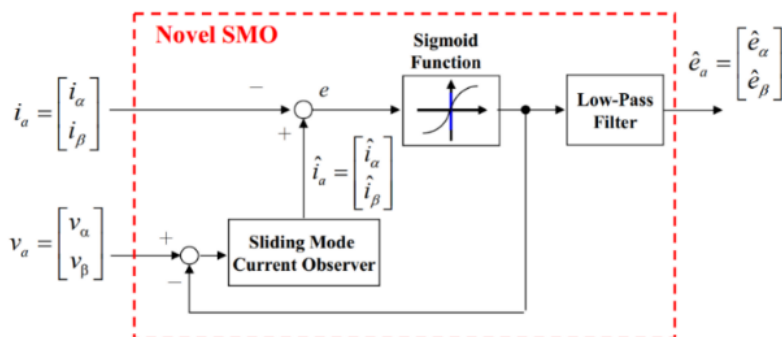 Novel SMO
Sigmoid
Function
ê_a = [ê_α
ê_β]
i_a = [i_α
i_β]
−
e
+
Low-Pass
Filter
î_a = [î_α
î_β]
v_a = [v_α
v_β]
+
−
Sliding Mode
Current Observer